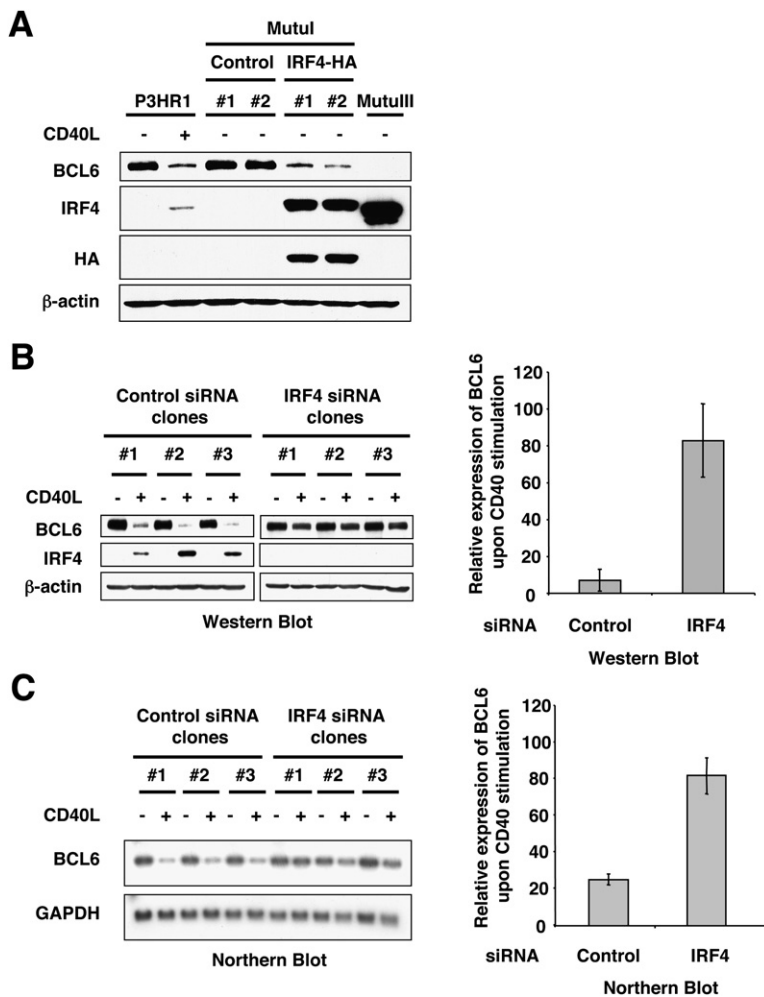 A
MutuI
Control IRF4-HA
P3HR1 #1 #2 #1 #2 MutuIII
CD40L - + - - - - -
BCL6
IRF4
HA
β-actin
B
Control siRNA clones
IRF4 siRNA clones
#1 #2 #3 #1 #2 #3
CD40L - + - + - + - + - + - +
BCL6
IRF4
β-actin
Western Blot
Relative expression of BCL6
upon CD40 stimulation
120
100
80
60
40
20
0
siRNA Control IRF4
Western Blot
C
Control siRNA clones
IRF4 siRNA clones
#1 #2 #3 #1 #2 #3
CD40L - + - + - + - + - + - +
BCL6
GAPDH
Northern Blot
Relative expression of BCL6
upon CD40 stimulation
120
100
80
60
40
20
0
siRNA Control IRF4
Northern Blot